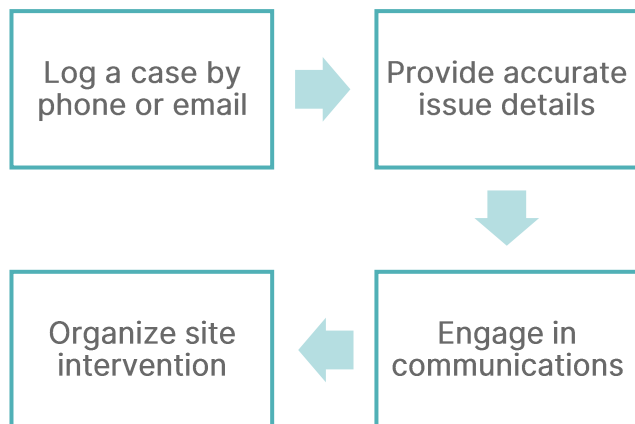 Log a case by
phone or email
Provide accurate
issue details
Engage in
communications
Organize site
intervention